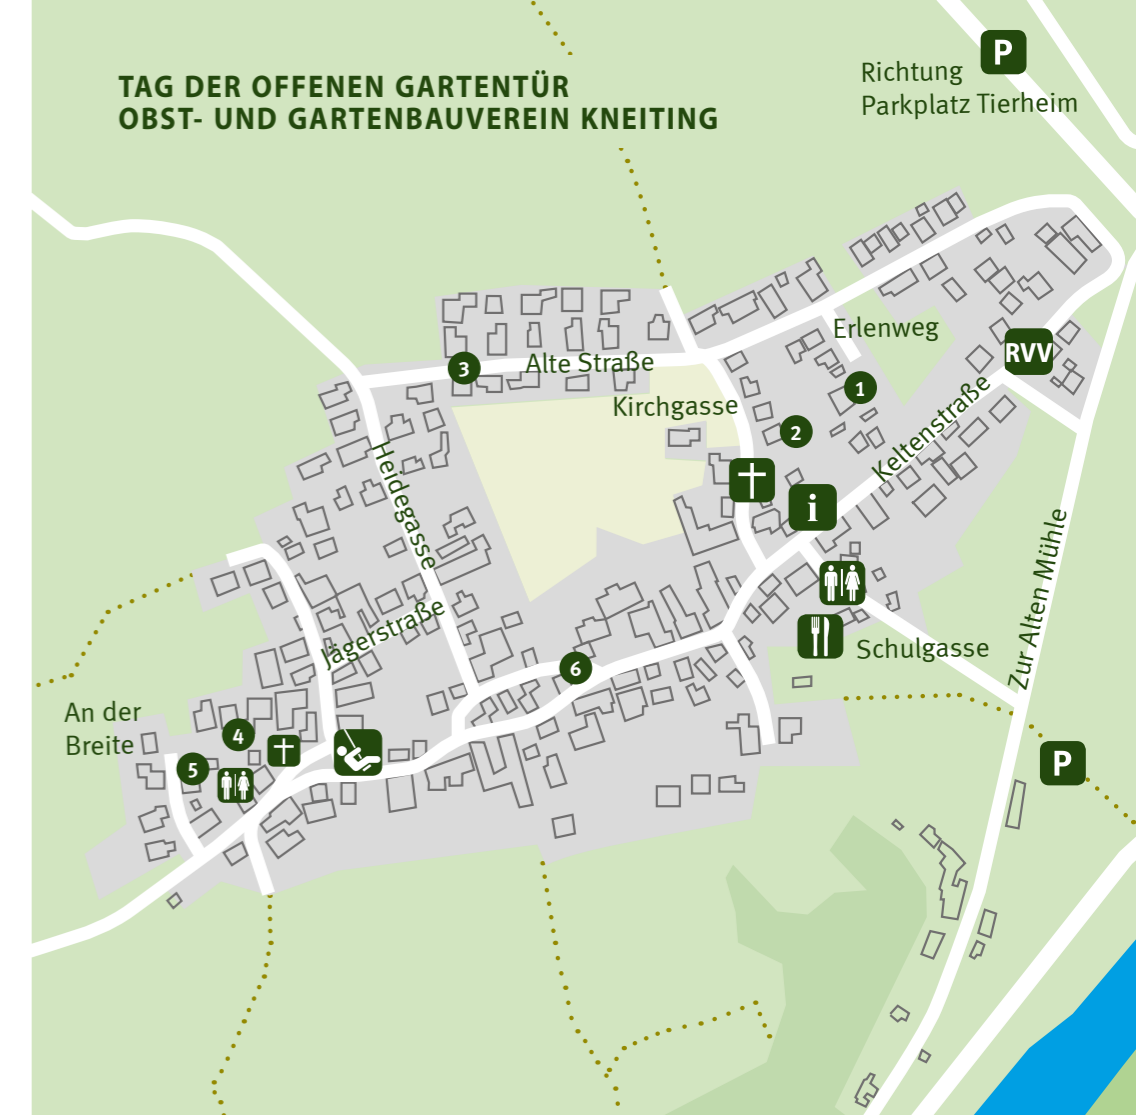 TAG DER OFFENEN GARTENTÜR
OBST- UND GARTENBAUVEREIN KNEITING
P
Richtung
Parkplatz Tierheim
Erlenweg
RVV
3
Alte Straße
1
Kirchgasse
2
Keltenstraße
Heidegasse
i
Zur Alten Mühle
Jägerstraße
Schulgasse
6
An der
Breite
4
5
P